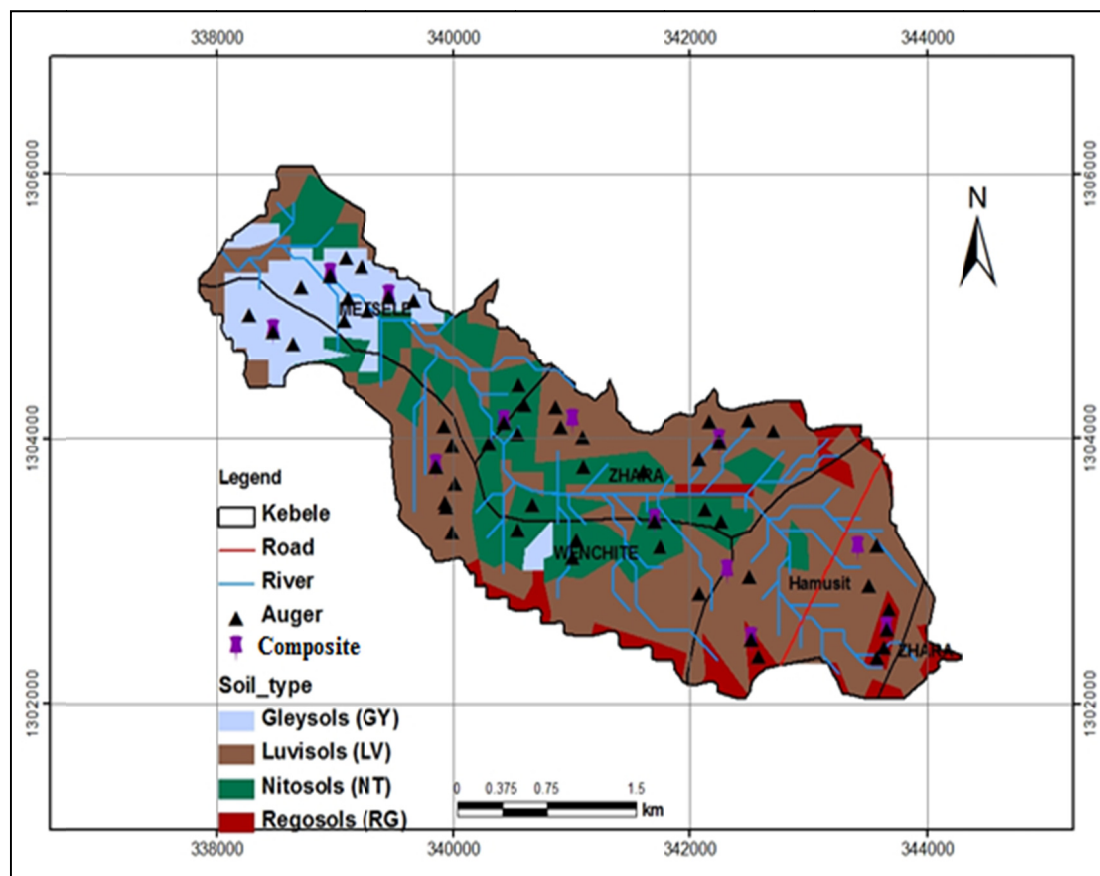 338000 340000 342000 344000
N
1306000 1306000
METSELE
1304000 1304000
ZHARA
WENCHITE
Hamusit
ZHARA
Legend
Kebele
Road
River
Auger
Composite
Soil_type
1302000 1302000
Gleysols (GY)
Luvisols (LV)
Nitosols (NT)
Regosols (RG)
0 0.375 0.75 1.5
km
338000 340000 342000 344000